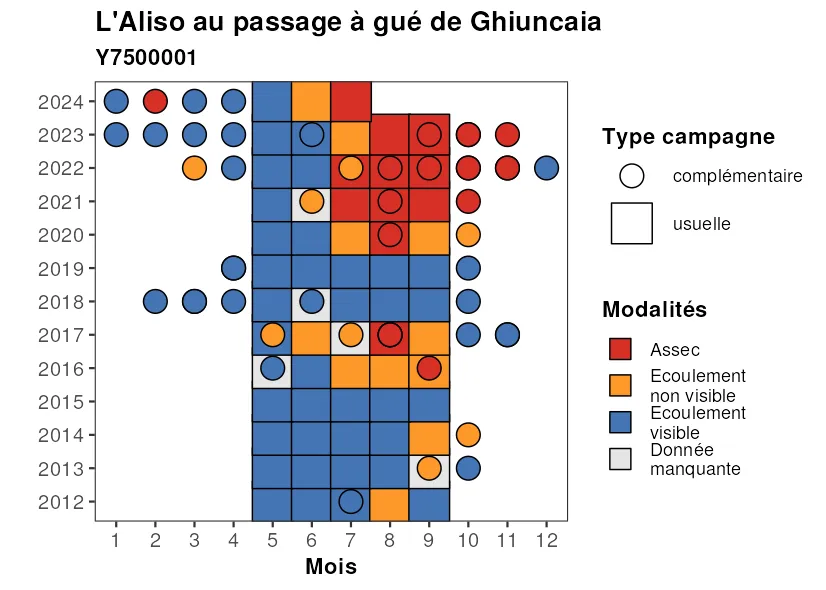 L'Aliso au passage à gué de Ghiuncaia
Y7500001
2024
2023
2022
2021
2020
2019
2018
2017
2016
2015
2014
2013
2012
1 2 3 4 5 6 7 8 9 10 11 12
Mois
Type campagne
complémentaire
usuelle
Modalités
Assec
Ecoulement
non visible
Ecoulement
visible
Donnée
manquante